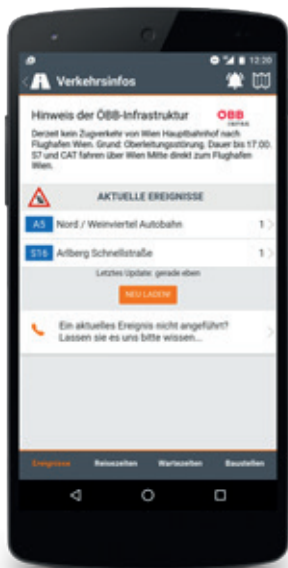 12:20
Verkehrsinfos
Hinweis der ÖBB-Infrastruktur
ÖBB
INFRA
Derzeit kein Zugverkehr von Wien Hauptbahnhof nach
Flughafen Wien. Grund: Oberleitungsstörung. Dauer bis 17:00.
S7 und CAT fahren über Wien Mitte direkt zum Flughafen
Wien.
AKTUELLE EREIGNISSE
A5 Nord / Weinviertel Autobahn 1
S16 Arlberg Schnellstraße 1
Letztes Update: gerade eben
NEU LADEN!
Ein aktuelles Ereignis nicht angeführt?
Lassen sie es uns bitte wissen...
Ereignisse Reisezeiten Wartezeiten Baustellen